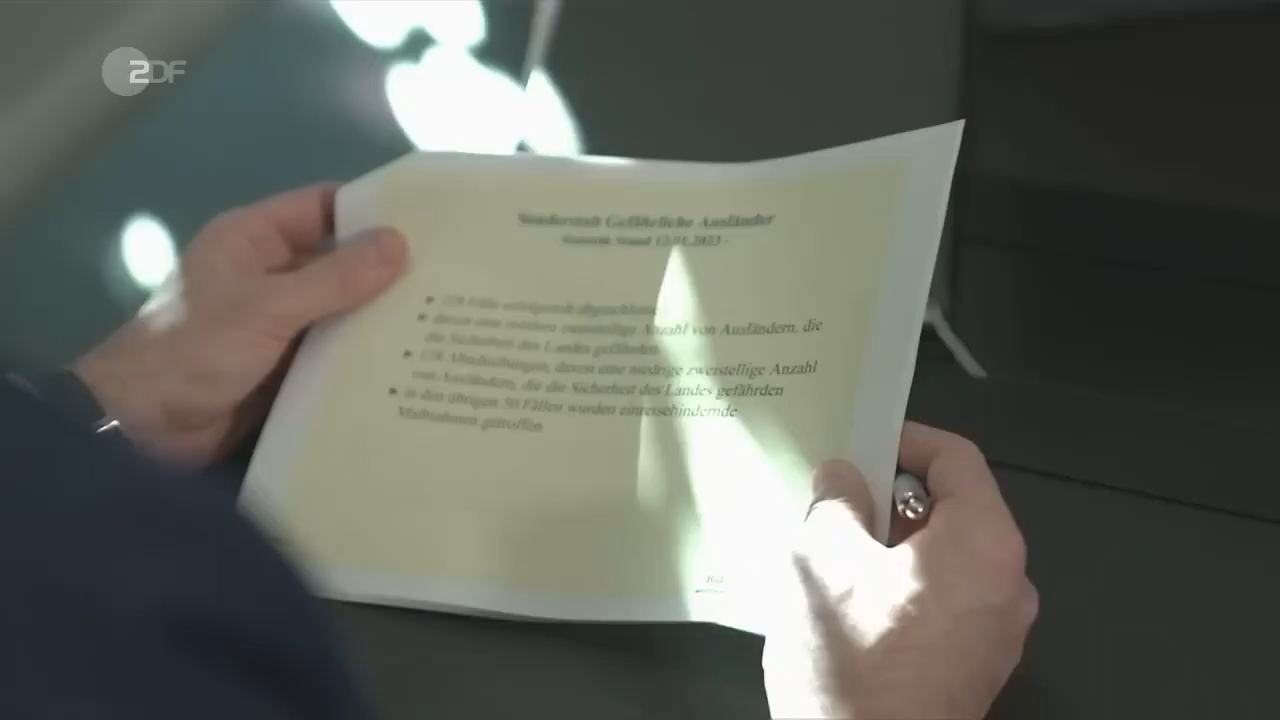 ZDF
Sonderstab Gefährliche Ausländer
Statistik Stand 12.01.2023 -
Fälle erfolgreich abgeschlossen
davon eine mittlere zweistellige Anzahl von Ausländern, die
die Sicherheit des Landes gefährden
Abschiebungen, davon eine niedrige zweistellige Anzahl
von Ausländern, die die Sicherheit des Landes gefährden
in den übrigen 50 Fällen wurden einreisehindernde
Maßnahmen getroffen